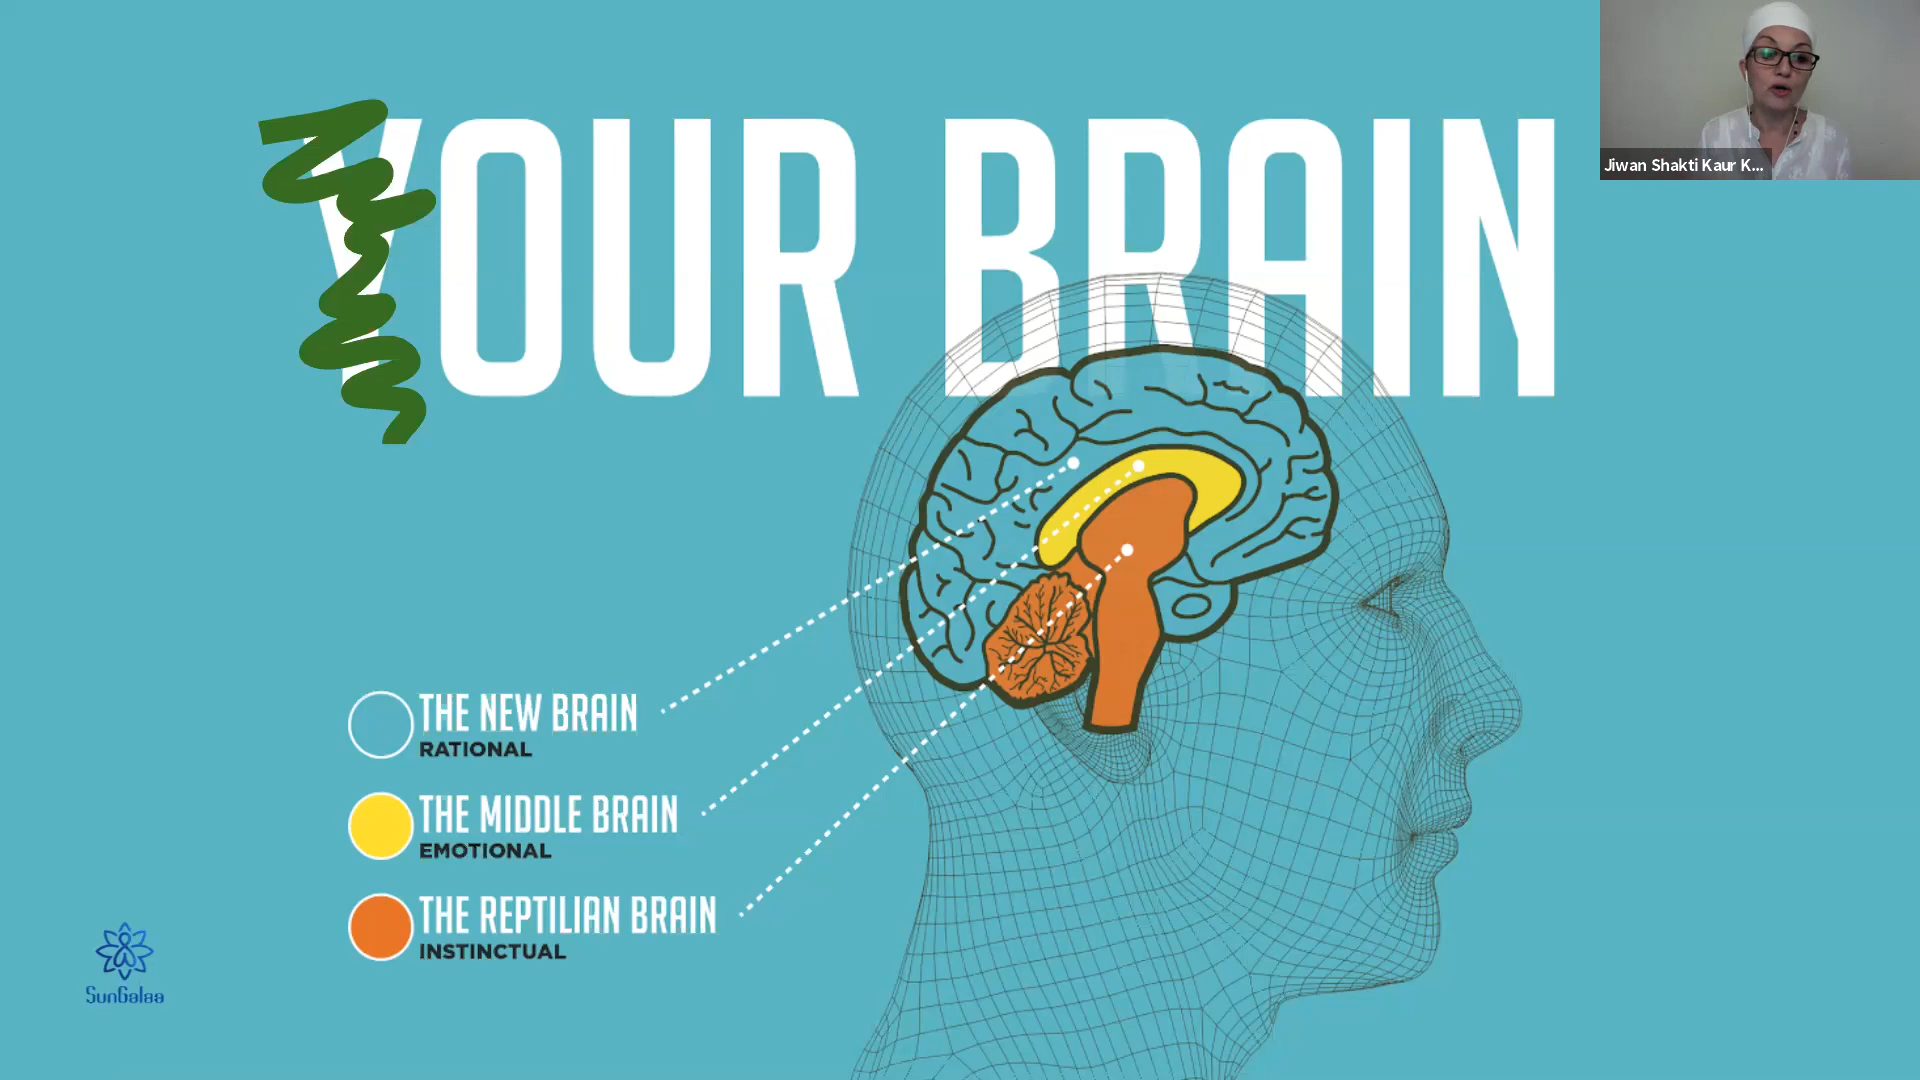 YOUR BRAIN
Jiwan Shakti Kaur K...
THE NEW BRAIN
RATIONAL
THE MIDDLE BRAIN
EMOTIONAL
THE REPTILIAN BRAIN
INSTINCTUAL
SunGalaa